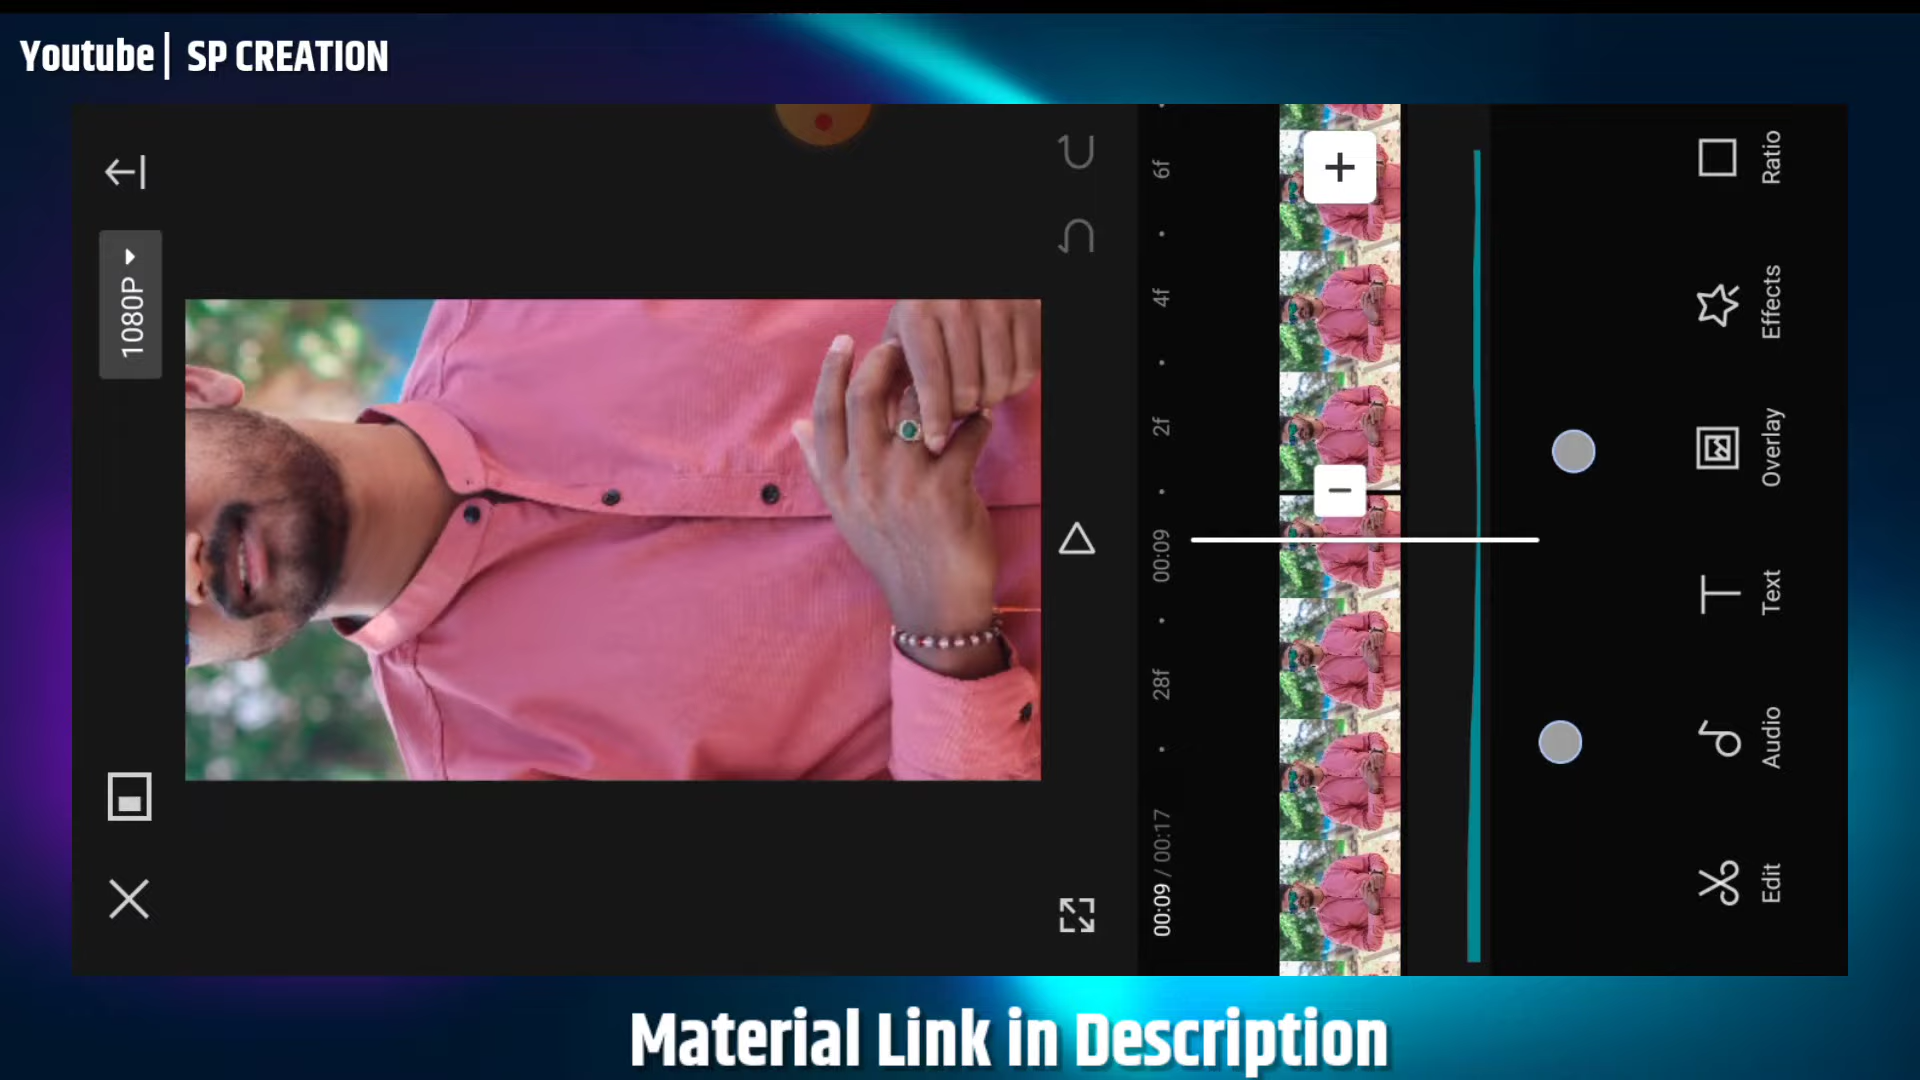 Youtube | SP CREATION
1080P
00:09 / 00:17
28f
00:09
2f
4f
6f
Edit
Audio
Text
Overlay
Effects
Ratio
Material Link in Description